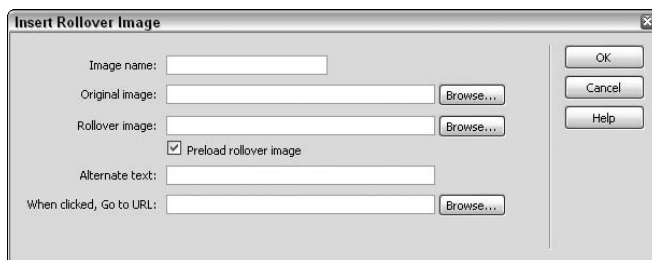 Insert Rollover Image
Image name:
OK
Original image:
Browse...
Cancel
Rollover image:
Browse...
Help
Preload rollover image
Alternate text:
When clicked, Go to URL:
Browse...